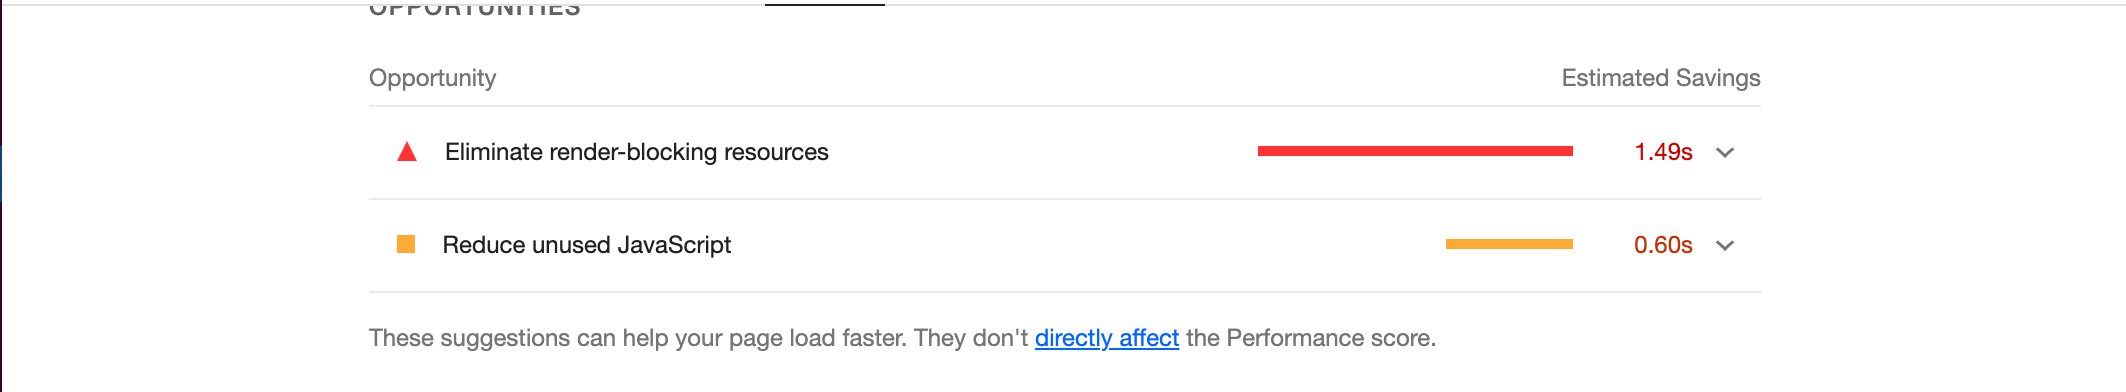 OPPORTUNITIES
Opportunity Estimated Savings
Eliminate render-blocking resources 1.49s
Reduce unused JavaScript 0.60s
These suggestions can help your page load faster. They don't directly affect the Performance score.